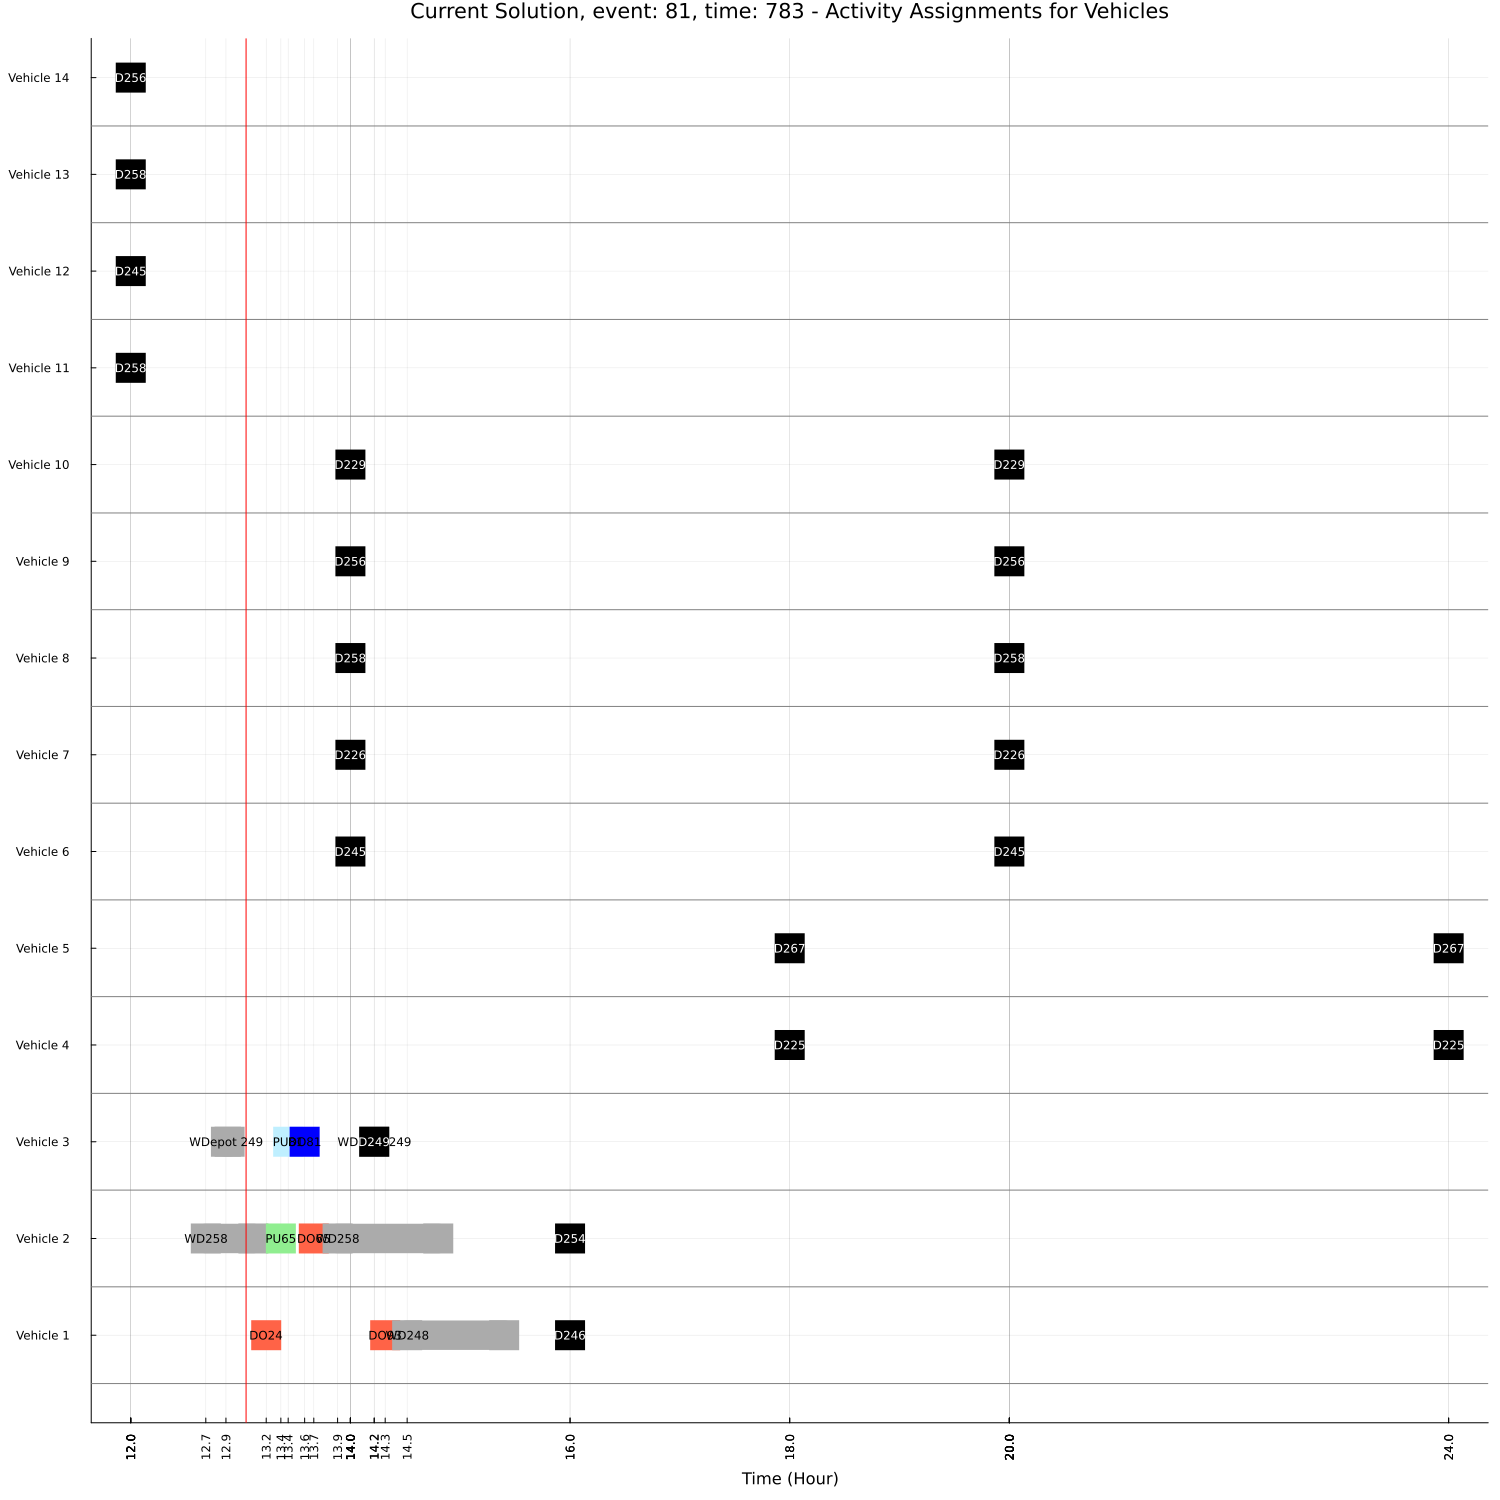 Current Solution, event: 81, time: 783 - Activity Assignments for Vehicles
Vehicle 14 D256
Vehicle 13 D258
Vehicle 12 D245
Vehicle 11 D258
Vehicle 10 D229 D229
Vehicle 9 D256 D256
Vehicle 8 D258 D258
Vehicle 7 D226 D226
Vehicle 6 D245 D245
Vehicle 5 D267 D267
Vehicle 4 D225 D225
Vehicle 3 WDepot 249 D249
Vehicle 2 WD258 PU65 WD258 D254
Vehicle 1 DO24 WD248 D246
12.0 12.7 12.9 13.2 13.4 13.4 13.6 13.7 13.9 14.0 14.2 14.3 14.5 16.0 18.0 20.0 24.0
Time (Hour)